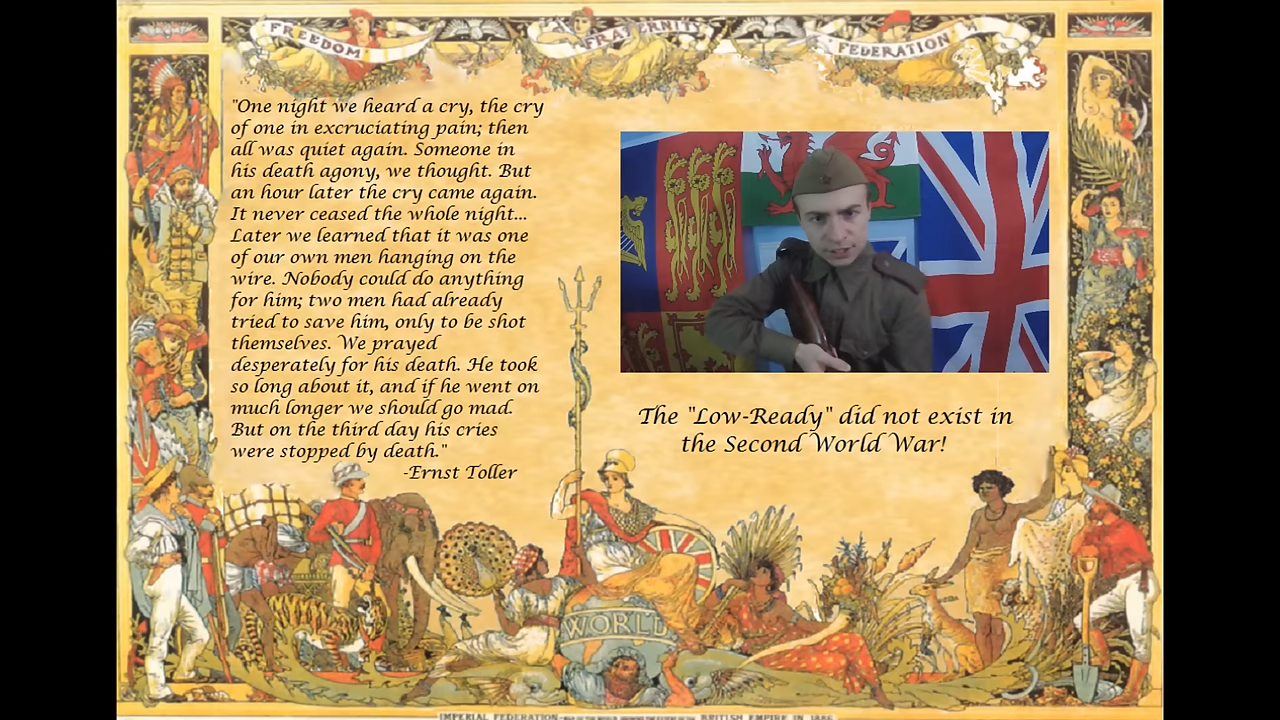 FREEDOM
FRATERNITY
FEDERATION
"One night we heard a cry, the cry
of one in excruciating pain; then
all was quiet again. Someone in
his death agony, we thought. But
an hour later the cry came again.
It never ceased the whole night...
Later we learned that it was one
of our own men hanging on the
wire. Nobody could do anything
for him; two men had already
tried to save him, only to be shot
themselves. We prayed
desperately for his death. He took
so long about it, and if he went on
much longer we should go mad.
But on the third day his cries
were stopped by death."
-Ernst Toller
The "Low-Ready" did not exist in
the Second World War!
WORLD
IMPERIAL FEDERATION BRITISH EMPIRE IN 1886